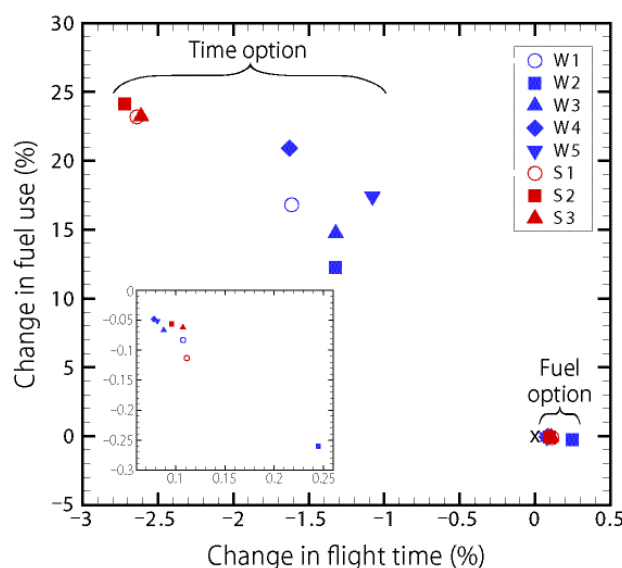 30
25
20
15
10
5
0
−5
Change in fuel use (%)
Time option
W1
W2
W3
W4
W5
S1
S2
S3
0
−0.05
−0.1
−0.15
−0.2
−0.25
−0.3
0.1
0.15
0.2
0.25
Fuel
option
X
−3
−2.5
−2
−1.5
−1
−0.5
0
0.5
Change in flight time (%)